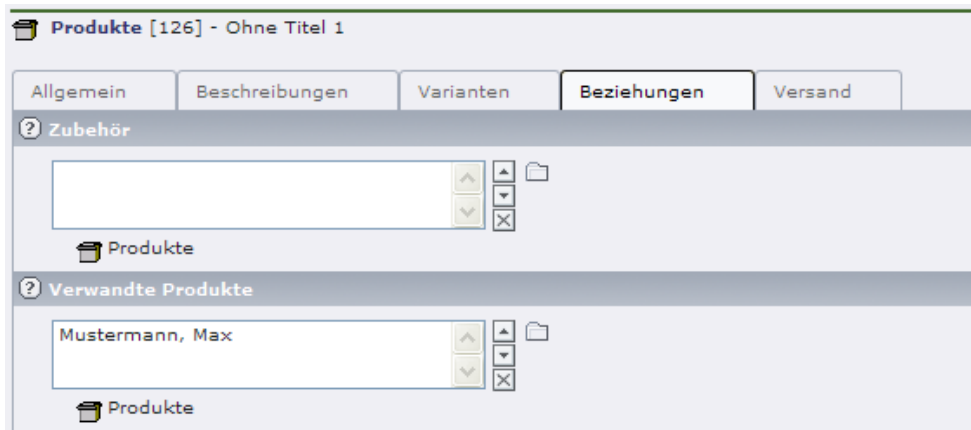 Produkte [126] - Ohne Titel 1
Allgemein Beschreibungen Varianten Beziehungen Versand
? Zubehör
Produkte
? Verwandte Produkte
Mustermann, Max
Produkte